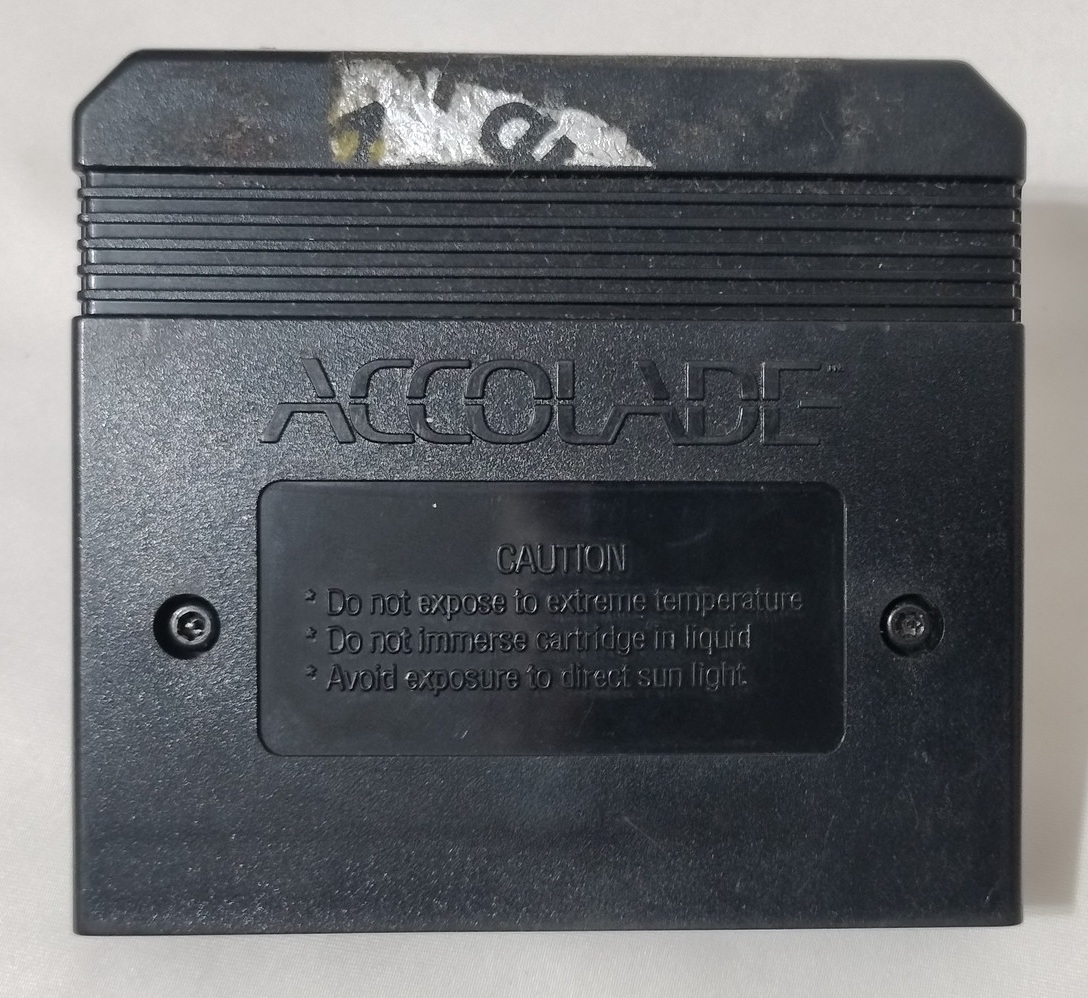 ACCOLADE™
CAUTION
* Do not expose to extreme temperature
* Do not immerse cartridge in liquid
* Avoid exposure to direct sun light